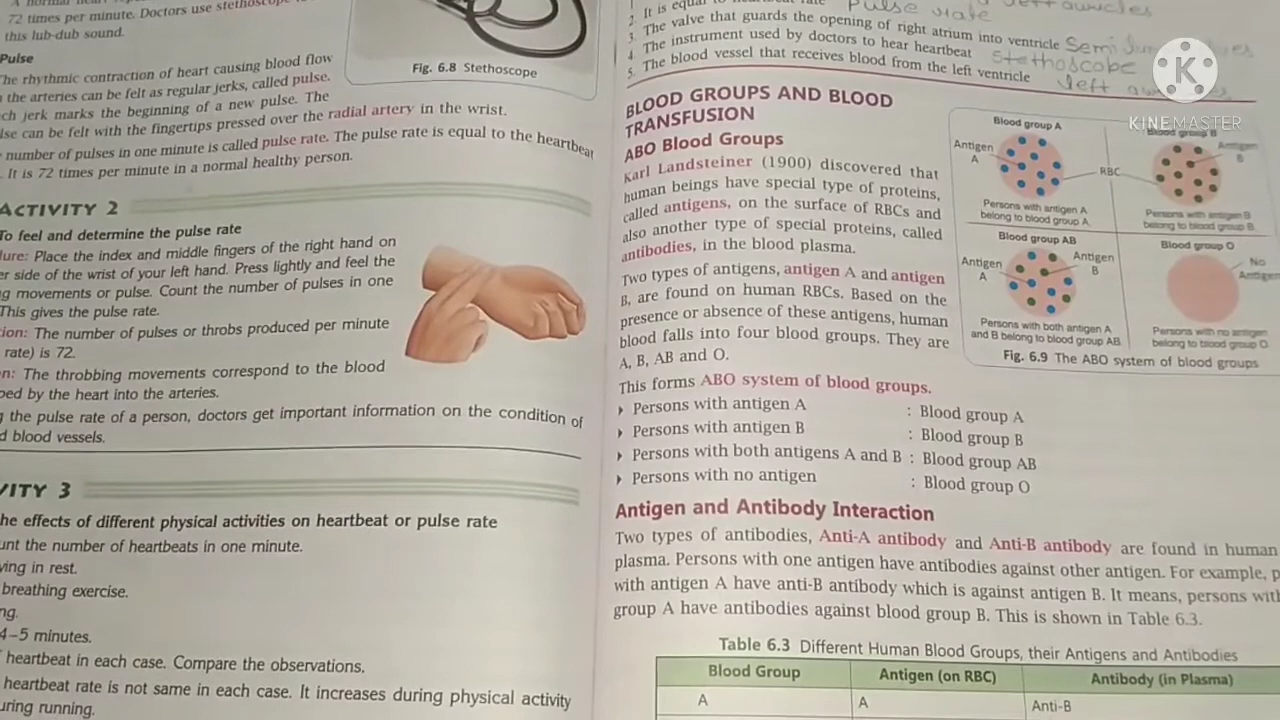 72 times per minute. Doctors use stethoscope
this lub-dub sound.
Pulse
The rhythmic contraction of heart causing blood flow
the arteries can be felt as regular jerks, called pulse.
ch jerk marks the beginning of a new pulse. The
lse can be felt with the fingertips pressed over the radial artery in the wrist.
number of pulses in one minute is called pulse rate. The pulse rate is equal to the heartbeat
. It is 72 times per minute in a normal healthy person.
Fig. 6.8 Stethoscope
ACTIVITY 2
To feel and determine the pulse rate
lure: Place the index and middle fingers of the right hand on
er side of the wrist of your left hand. Press lightly and feel the
g movements or pulse. Count the number of pulses in one
This gives the pulse rate.
tion: The number of pulses or throbs produced per minute
rate) is 72.
n: The throbbing movements correspond to the blood
ped by the heart into the arteries.
g the pulse rate of a person, doctors get important information on the condition of
d blood vessels.
VITY 3
he effects of different physical activities on heartbeat or pulse rate
unt the number of heartbeats in one minute.
ying in rest.
breathing exercise.
ng.
4–5 minutes.
heartbeat in each case. Compare the observations.
heartbeat rate is not same in each case. It increases during physical activity
uring running.
2. It is equal to heartbeat rate pulse rate
3. The valve that guards the opening of right atrium into ventricle
4. The instrument used by doctors to hear heartbeat stethoscope
5. The blood vessel that receives blood from the left ventricle left
KINEMASTER
BLOOD GROUPS AND BLOOD
TRANSFUSION
ABO Blood Groups
Karl Landsteiner (1900) discovered that
human beings have special type of proteins,
called antigens, on the surface of RBCs and
also another type of special proteins, called
antibodies, in the blood plasma.
Two types of antigens, antigen A and antigen
B, are found on human RBCs. Based on the
presence or absence of these antigens, human
blood falls into four blood groups. They are
A, B, AB and O.
Blood group A
Antigen
A
RBC
Persons with antigen A
belong to blood group A.
Blood group B
Antigen
B
Persons with antigen B
belong to blood group B.
Blood group AB
Antigen
A
Antigen
B
Persons with both antigen A
and B belong to blood group AB
Blood group O
No
Antigen
Persons with no antigen
belong to blood group O.
Fig. 6.9 The ABO system of blood groups
This forms ABO system of blood groups.
Persons with antigen A : Blood group A
Persons with antigen B : Blood group B
Persons with both antigens A and B : Blood group AB
Persons with no antigen : Blood group O
Antigen and Antibody Interaction
Two types of antibodies, Anti-A antibody and Anti-B antibody are found in human
plasma. Persons with one antigen have antibodies against other antigen. For example, p
with antigen A have anti-B antibody which is against antigen B. It means, persons with
group A have antibodies against blood group B. This is shown in Table 6.3.
Table 6.3 Different Human Blood Groups, their Antigens and Antibodies
Blood Group Antigen (on RBC) Antibody (in Plasma)
A A Anti-B